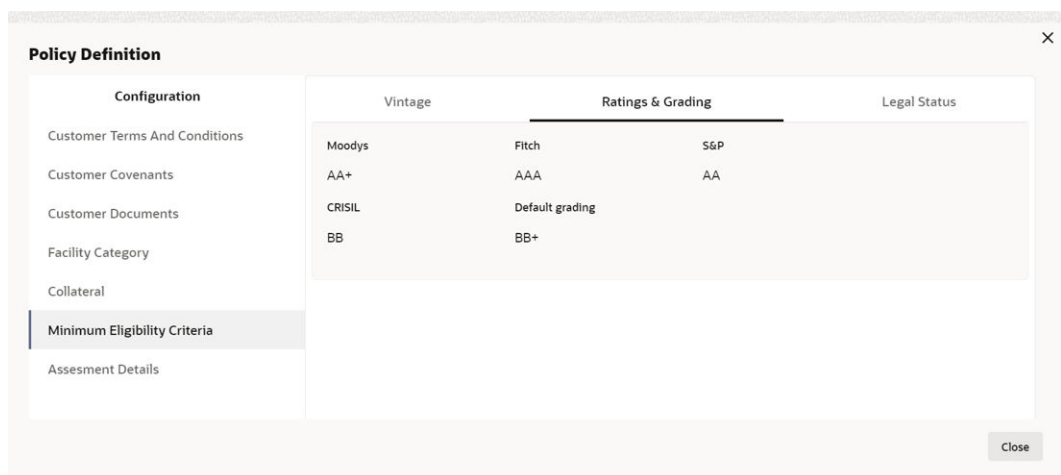 Policy Definition
Configuration
Customer Terms And Conditions
Customer Covenants
Customer Documents
Facility Category
Collateral
Minimum Eligibility Criteria
Assesment Details
Vintage Ratings & Grading Legal Status
Moodys Fitch S&P
AA+ AAA AA
CRISIL Default grading
BB BB+
Close